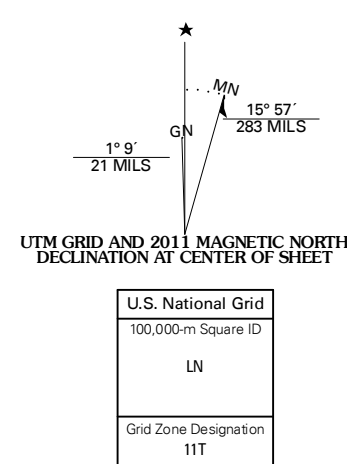 ★
MN
15° 57´
283 MILS
GN
1° 9´
21 MILS
UTM GRID AND 2011 MAGNETIC NORTH
DECLINATION AT CENTER OF SHEET
U.S. National Grid
100,000-m Square ID
LN
Grid Zone Designation
11T